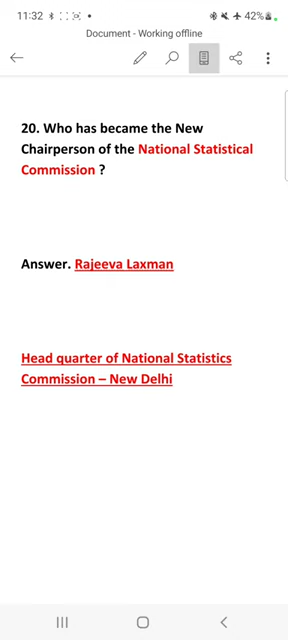 11:32
42%
Document - Working offline
20. Who has became the New
Chairperson of the National Statistical
Commission ?
Answer. Rajeeva Laxman
Head quarter of National Statistics
Commission – New Delhi